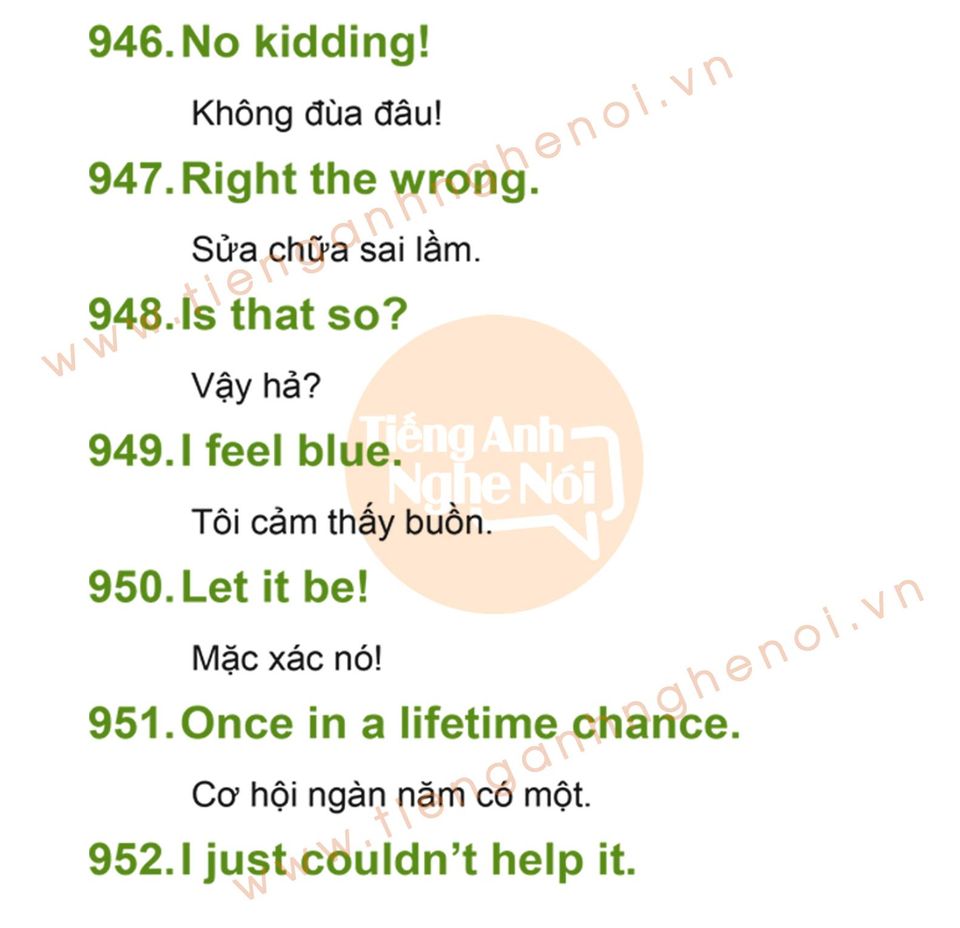 946. No kidding!
Không đùa đâu!
947. Right the wrong.
Sửa chữa sai lầm.
948. Is that so?
Vậy hả?
949. I feel blue.
Tôi cảm thấy buồn.
950. Let it be!
Mặc xác nó!
951. Once in a lifetime chance.
Cơ hội ngàn năm có một.
952. I just couldn't help it.
www.tienganhnghenoi.vn
Tiếng Anh
Nghe Nói
www.tienganhnghenoi.vn